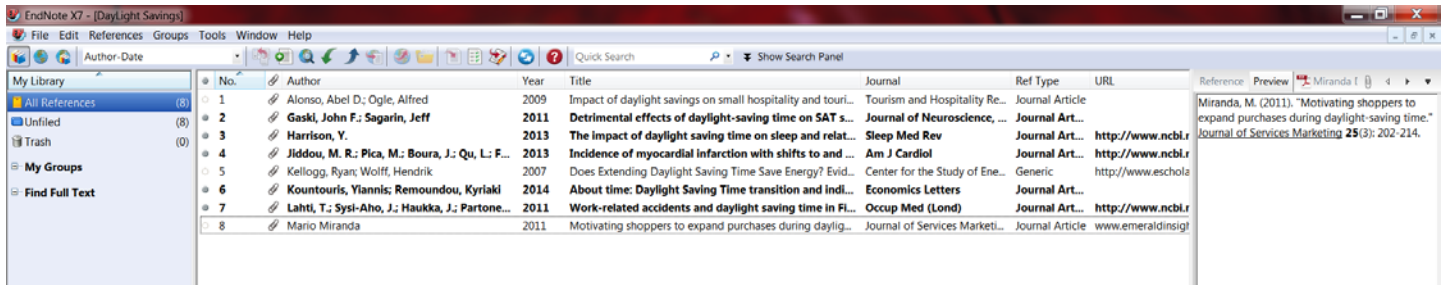 EndNote X7 - [DayLight Savings]
File Edit References Groups Tools Window Help
Author-Date Quick Search Show Search Panel
My Library
All References (8)
Unfiled (8)
Trash (0)
My Groups
Find Full Text
No. Author Year Title Journal Ref Type URL
1 Alonso, Abel D.; Ogle, Alfred 2009 Impact of daylight savings on small hospitality and touri... Tourism and Hospitality Re... Journal Article
2 Gaski, John F.; Sagarin, Jeff 2011 Detrimental effects of daylight-saving time on SAT s... Journal of Neuroscience, ... Journal Art...
3 Harrison, Y. 2013 The impact of daylight saving time on sleep and relat... Sleep Med Rev Journal Art... http://www.ncbi.r
4 Jiddou, M. R.; Pica, M.; Boura, J.; Qu, L.; F... 2013 Incidence of myocardial infarction with shifts to and ... Am J Cardiol Journal Art... http://www.ncbi.r
5 Kellogg, Ryan; Wolff, Hendrik 2007 Does Extending Daylight Saving Time Save Energy? Evid... Center for the Study of Ene... Generic http://www.eschola
6 Kountouris, Yiannis; Remoundou, Kyriaki 2014 About time: Daylight Saving Time transition and indi... Economics Letters Journal Art...
7 Lahti, T.; Sysi-Aho, J.; Haukka, J.; Partone... 2011 Work-related accidents and daylight saving time in Fi... Occup Med (Lond) Journal Art... http://www.ncbi.r
8 Mario Miranda 2011 Motivating shoppers to expand purchases during daylig... Journal of Services Marketi... Journal Article www.emeraldinsigh
Reference Preview Miranda
Miranda, M. (2011). "Motivating shoppers to
expand purchases during daylight-saving time."
Journal of Services Marketing 25(3): 202-214.